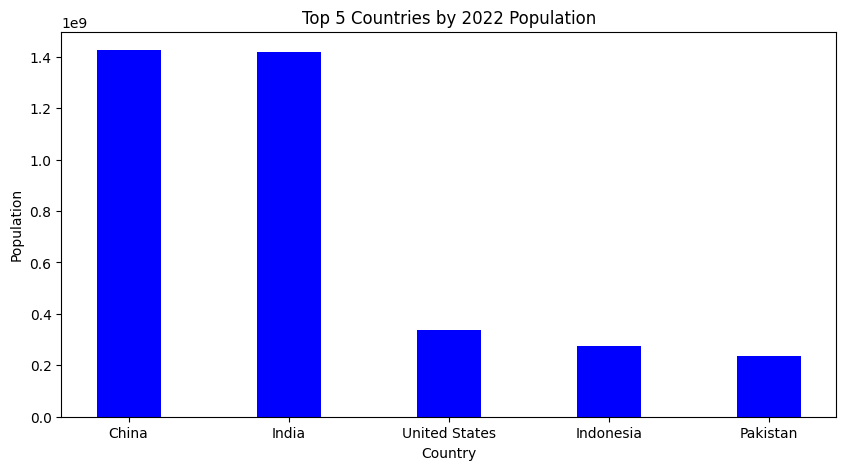 Top 5 Countries by 2022 Population
1e9
1.4
1.2
1.0
0.8
0.6
0.4
0.2
0.0
Population
China India United States Indonesia Pakistan
Country